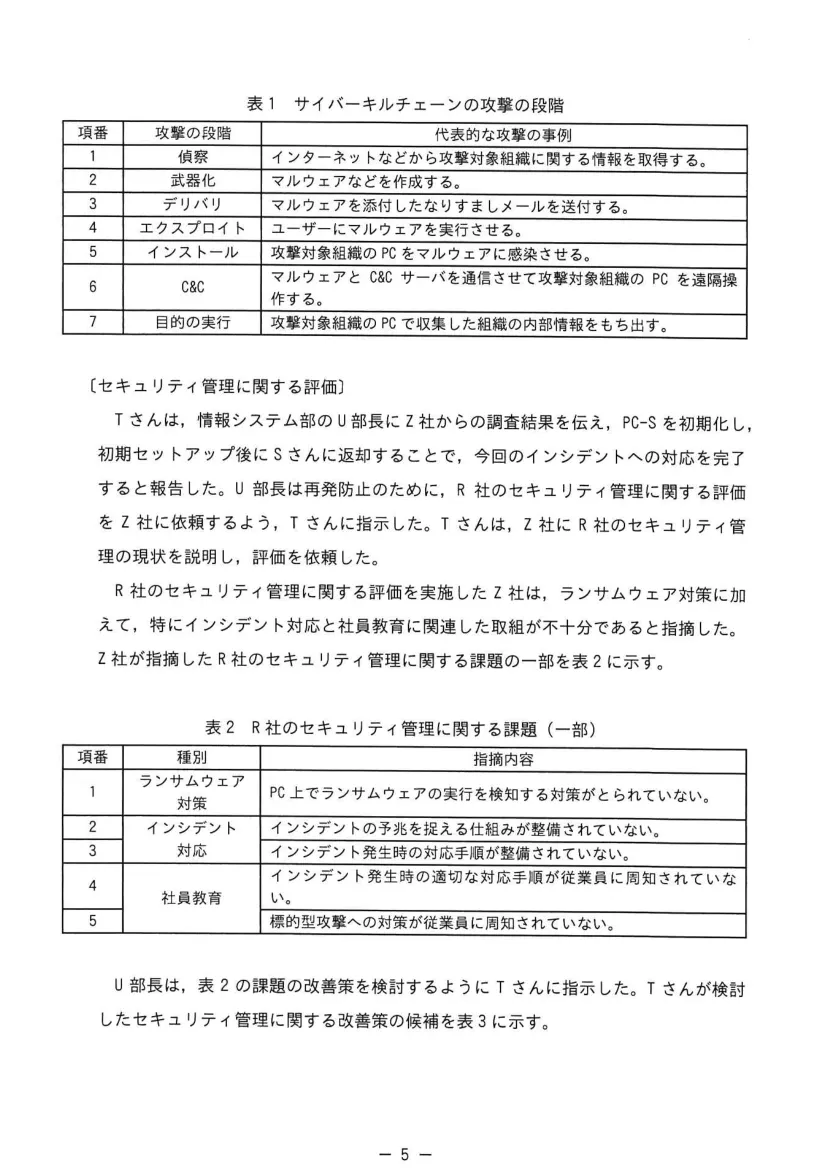 表1　サイバーキルチェーンの攻撃の段階
項番　攻撃の段階　代表的な攻撃の事例
1　偵察　インターネットなどから攻撃対象組織に関する情報を取得する。
2　武器化　マルウェアなどを作成する。
3　デリバリ　マルウェアを添付したなりすましメールを送付する。
4　エクスプロイト　ユーザーにマルウェアを実行させる。
5　インストール　攻撃対象組織の PC をマルウェアに感染させる。
6　C&C　マルウェアと C&C サーバを通信させて攻撃対象組織の PC を遠隔操
作する。
7　目的の実行　攻撃対象組織の PC で収集した組織の内部情報をもち出す。
〔セキュリティ管理に関する評価〕
T さんは，情報システム部の U 部長に Z 社からの調査結果を伝え，PC-S を初期化し，
初期セットアップ後に S さんに返却することで，今回のインシデントへの対応を完了
すると報告した。U 部長は再発防止のために，R 社のセキュリティ管理に関する評価
を Z 社に依頼するよう，T さんに指示した。T さんは，Z 社に R 社のセキュリティ管
理の現状を説明し，評価を依頼した。
R 社のセキュリティ管理に関する評価を実施した Z 社は，ランサムウェア対策に加
えて，特にインシデント対応と社員教育に関連した取組が不十分であると指摘した。
Z 社が指摘した R 社のセキュリティ管理に関する課題の一部を表 2 に示す。
表2　R 社のセキュリティ管理に関する課題（一部）
項番　種別　指摘内容
1　ランサムウェア
対策　PC 上でランサムウェアの実行を検知する対策がとられていない。
2　インシデント　インシデントの予兆を捉える仕組みが整備されていない。
3　対応　インシデント発生時の対応手順が整備されていない。
4　社員教育　インシデント発生時の適切な対応手順が従業員に周知されていな
い。
5　標的型攻撃への対策が従業員に周知されていない。
U 部長は，表 2 の課題の改善策を検討するように T さんに指示した。T さんが検討
したセキュリティ管理に関する改善策の候補を表 3 に示す。
― 5 ―